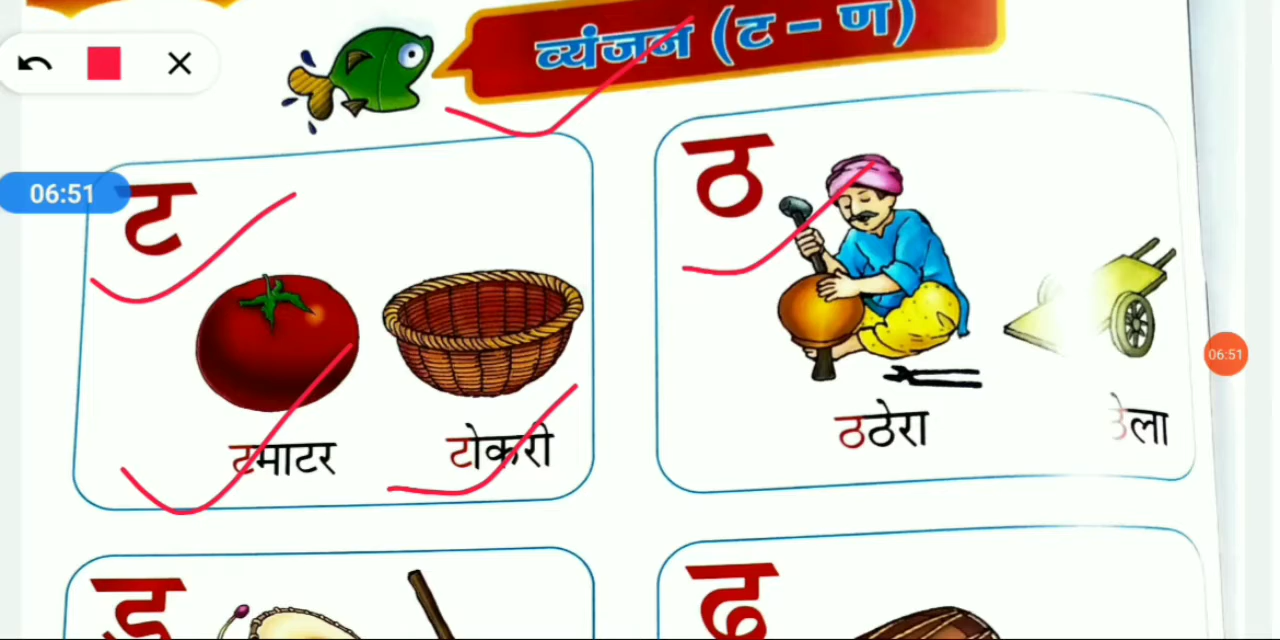 व्यंजन (ट – ण)
06:51
ट
ठ
06:51
टमाटर
टोकरी
ठठेरा
ठेला
ड
ढ